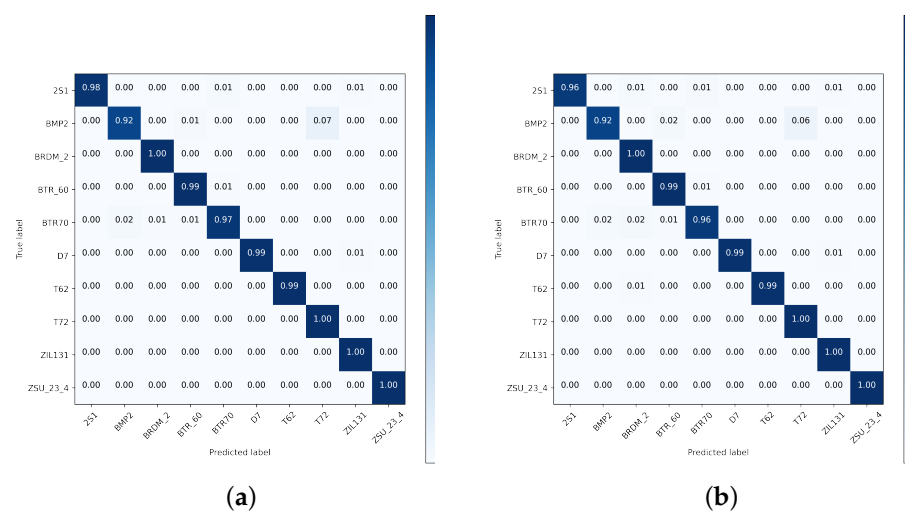 2S1 0.98 0.00 0.00 0.00 0.01 0.00 0.00 0.00 0.01 0.00
BMP2 0.00 0.92 0.00 0.01 0.00 0.00 0.00 0.07 0.00 0.00
BRDM_2 0.00 0.00 1.00 0.00 0.00 0.00 0.00 0.00 0.00 0.00
BTR_60 0.00 0.00 0.00 0.99 0.01 0.00 0.00 0.00 0.00 0.00
BTR70 0.00 0.02 0.01 0.01 0.97 0.00 0.00 0.00 0.00 0.00
D7 0.00 0.00 0.00 0.00 0.00 0.99 0.00 0.00 0.01 0.00
T62 0.00 0.00 0.00 0.00 0.00 0.00 0.99 0.00 0.00 0.00
T72 0.00 0.00 0.00 0.00 0.00 0.00 0.00 1.00 0.00 0.00
ZIL131 0.00 0.00 0.00 0.00 0.00 0.00 0.00 0.00 1.00 0.00
ZSU_23_4 0.00 0.00 0.00 0.00 0.00 0.00 0.00 0.00 0.00 1.00
True label
2S1 BMP2 BRDM_2 BTR_60 BTR70 D7 T62 T72 ZIL131 ZSU_23_4
Predicted label
(a)
2S1 0.96 0.00 0.01 0.00 0.01 0.00 0.00 0.00 0.01 0.00
BMP2 0.00 0.92 0.00 0.02 0.00 0.00 0.00 0.06 0.00 0.00
BRDM_2 0.00 0.00 1.00 0.00 0.00 0.00 0.00 0.00 0.00 0.00
BTR_60 0.00 0.00 0.00 0.99 0.01 0.00 0.00 0.00 0.00 0.00
BTR70 0.00 0.02 0.02 0.01 0.96 0.00 0.00 0.00 0.00 0.00
D7 0.00 0.00 0.00 0.00 0.00 0.99 0.00 0.00 0.01 0.00
T62 0.00 0.00 0.01 0.00 0.00 0.00 0.99 0.00 0.00 0.00
T72 0.00 0.00 0.00 0.00 0.00 0.00 0.00 1.00 0.00 0.00
ZIL131 0.00 0.00 0.00 0.00 0.00 0.00 0.00 0.00 1.00 0.00
ZSU_23_4 0.00 0.00 0.00 0.00 0.00 0.00 0.00 0.00 0.00 1.00
True label
2S1 BMP2 BRDM_2 BTR_60 BTR70 D7 T62 T72 ZIL131 ZSU_23_4
Predicted label
(b)